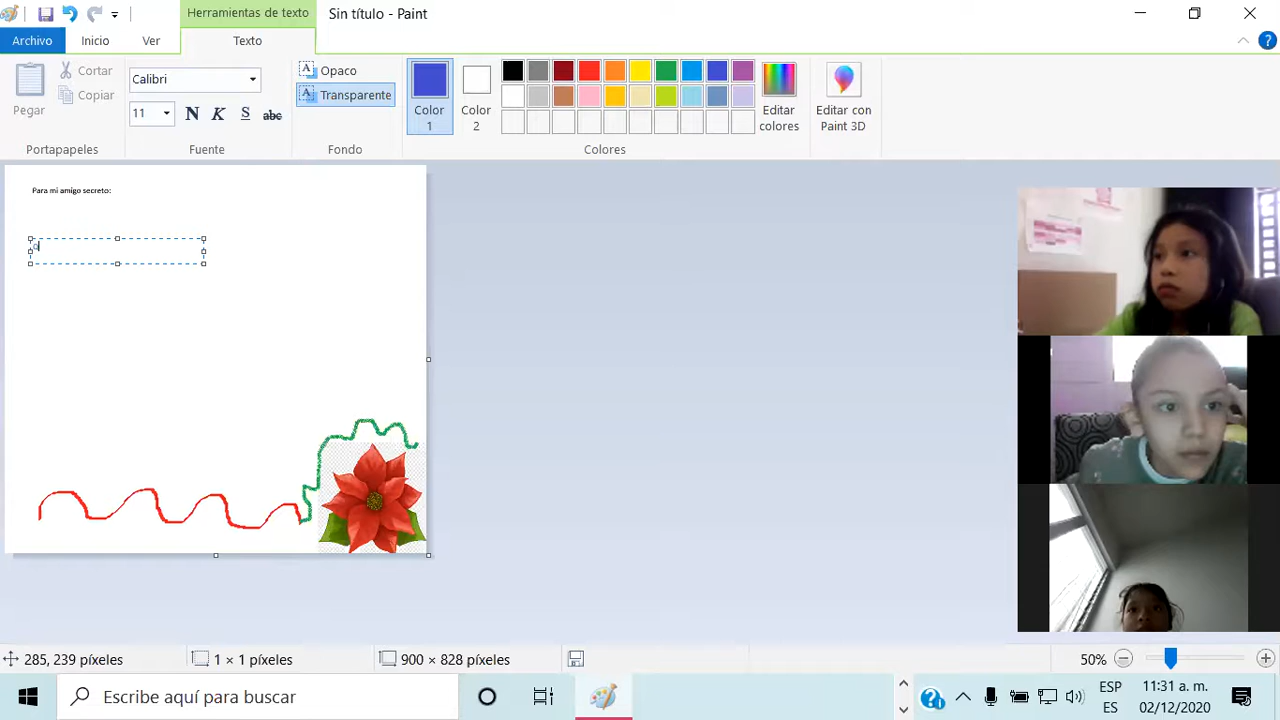 Herramientas de texto
Sin título - Paint
Archivo
Inicio
Ver
Texto
Pegar
Cortar
Copiar
Portapapeles
Calibri
11
N K S abc
Fuente
Opaco
Transparente
Fondo
Color 1
Color 2
Colores
Editar colores
Editar con Paint 3D
Para mi amigo secreto:
285, 239 píxeles
1 × 1 píxeles
900 × 828 píxeles
50%
Escribe aquí para buscar
ESP
ES
11:31 a. m.
02/12/2020